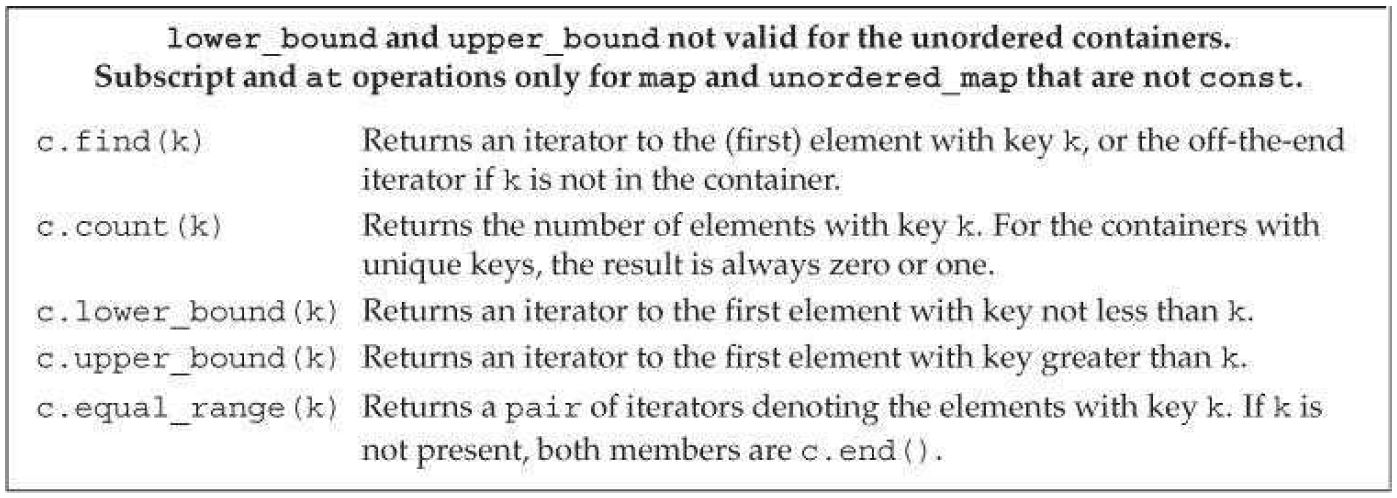 lower_bound and upper_bound not valid for the unordered containers.
Subscript and at operations only for map and unordered_map that are not const.
c.find(k) Returns an iterator to the (first) element with key k, or the off-the-end
iterator if k is not in the container.
c.count(k) Returns the number of elements with key k. For the containers with
unique keys, the result is always zero or one.
c.lower_bound(k) Returns an iterator to the first element with key not less than k.
c.upper_bound(k) Returns an iterator to the first element with key greater than k.
c.equal_range(k) Returns a pair of iterators denoting the elements with key k. If k is
not present, both members are c.end().